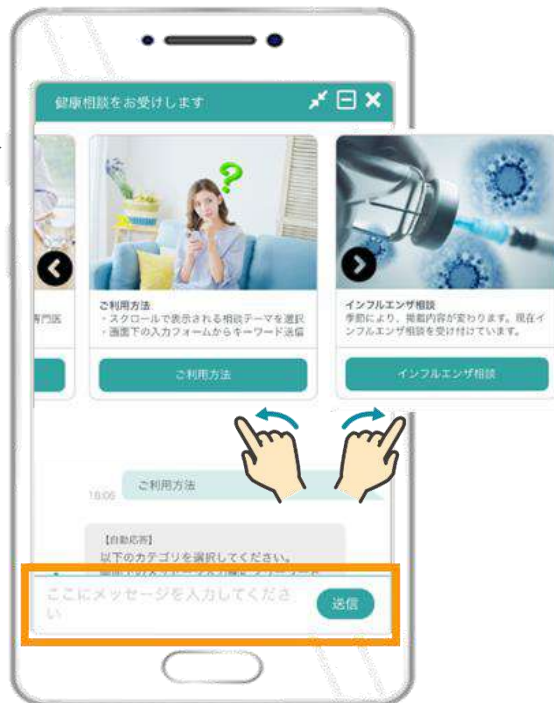 健康相談をお受けします
専門医
ご利用方法
・スクロールで表示される相談テーマを選択
・画面下の入力フォームからキーワード送信
ご利用方法
インフルエンザ相談
季節により、掲載内容が変わります。現在イ
ンフルエンザ相談を受け付けています。
インフルエンザ相談
ご利用方法
16:06
【自動応答】
以下のカテゴリを選択してください。
ここにメッセージを入力してくださ
い
送信